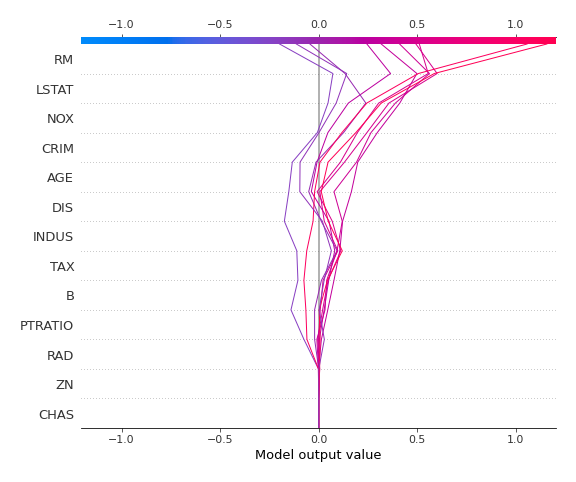 −1.0 −0.5 0.0 0.5 1.0
RM
LSTAT
NOX
CRIM
AGE
DIS
INDUS
TAX
B
PTRATIO
RAD
ZN
CHAS
−1.0 −0.5 0.0 0.5 1.0
Model output value